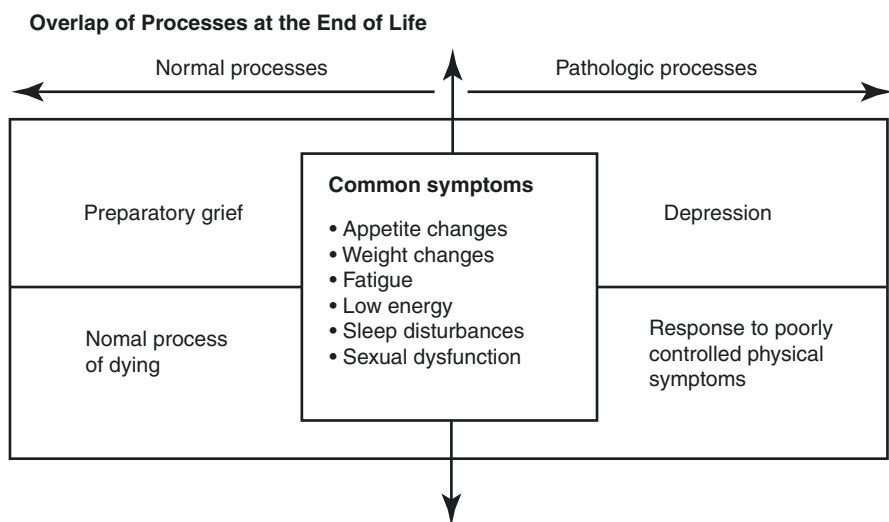 Overlap of Processes at the End of Life
Normal processes
Pathologic processes
Preparatory grief
Common symptoms
• Appetite changes
• Weight changes
• Fatigue
• Low energy
• Sleep disturbances
• Sexual dysfunction
Depression
Nomal process
of dying
Response to poorly
controlled physical
symptoms